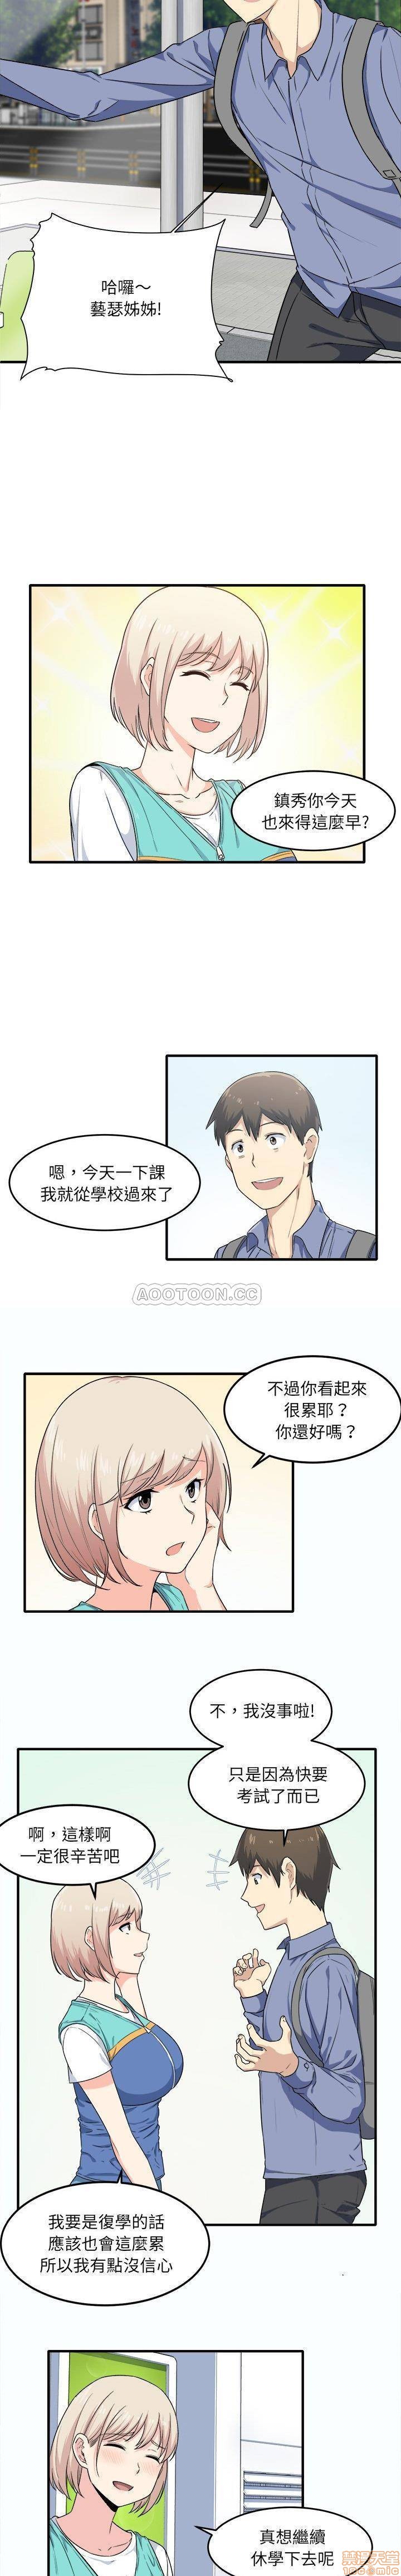 哈囉～
藝瑟姊姊!
鎮秀你今天
也來得這麼早?
嗯，今天一下課
我就從學校過來了
AOOTOON.CC
不過你看起來
很累耶？
你還好嗎？
不，我沒事啦!
只是因為快要
考試了而已
啊，這樣啊
一定很辛苦吧
我要是復學的話
應該也會這麼累
所以我有點沒信心
真想繼續
休學下去呢